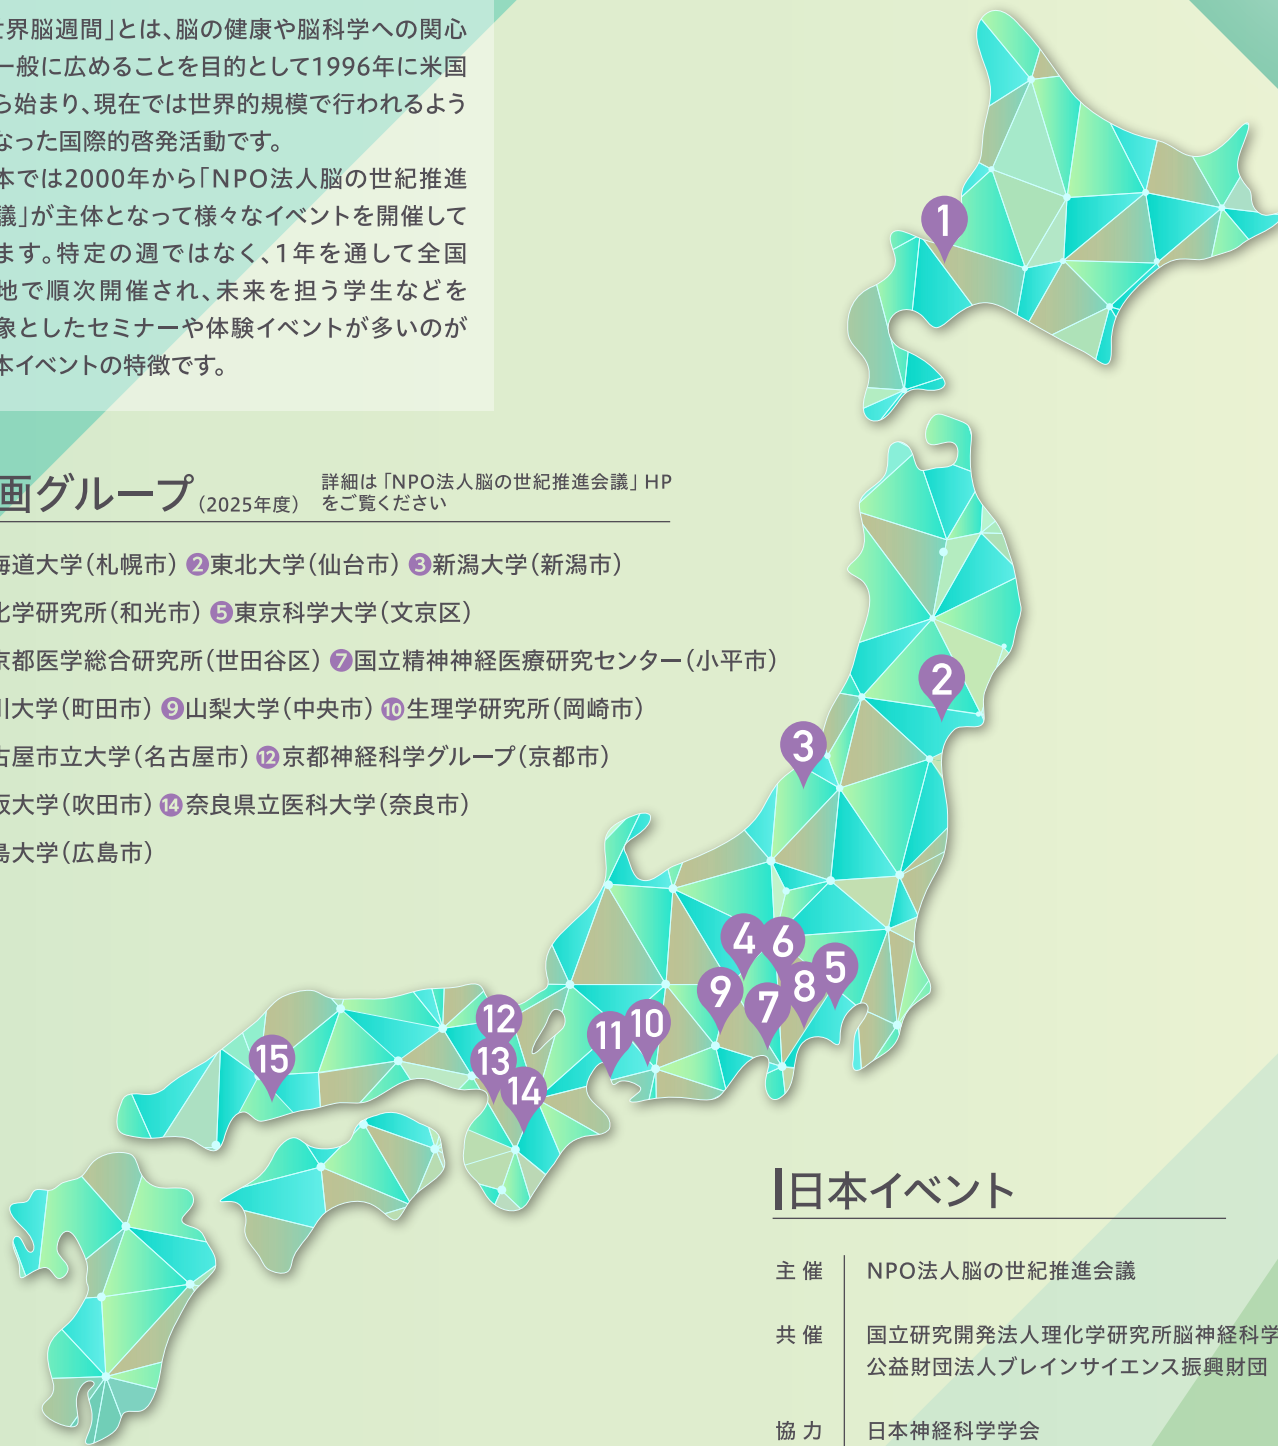 世界脳週間」とは、脳の健康や脳科学への関心
一般に広めることを目的として1996年に米国
ら始まり、現在では世界的規模で行われるよう
なった国際的啓発活動です。
本では2000年から「NPO法人脳の世紀推進
議」が主体となって様々なイベントを開催して
ます。特定の週ではなく、1年を通して全国
地で順次開催され、未来を担う学生などを
象としたセミナーや体験イベントが多いのが
本イベントの特徴です。
画グループ（2025年度）
詳細は「NPO法人脳の世紀推進会議」HP
をご覧ください
海道大学（札幌市） ❷東北大学（仙台市） ❸新潟大学（新潟市）
化学研究所（和光市） ❺東京科学大学（文京区）
京都医学総合研究所（世田谷区） ❼国立精神神経医療研究センター（小平市）
川大学（町田市） ❾山梨大学（中央市） ❿生理学研究所（岡崎市）
古屋市立大学（名古屋市） ⓬京都神経科学グループ（京都市）
阪大学（吹田市） ⓮奈良県立医科大学（奈良市）
島大学（広島市）
1
2
3
4
6
5
9
8
7
11
10
12
13
14
15
日本イベント
主催 NPO法人脳の世紀推進会議
共催 国立研究開発法人理化学研究所脳神経科学
公益財団法人ブレインサイエンス振興財団
協力 日本神経科学学会